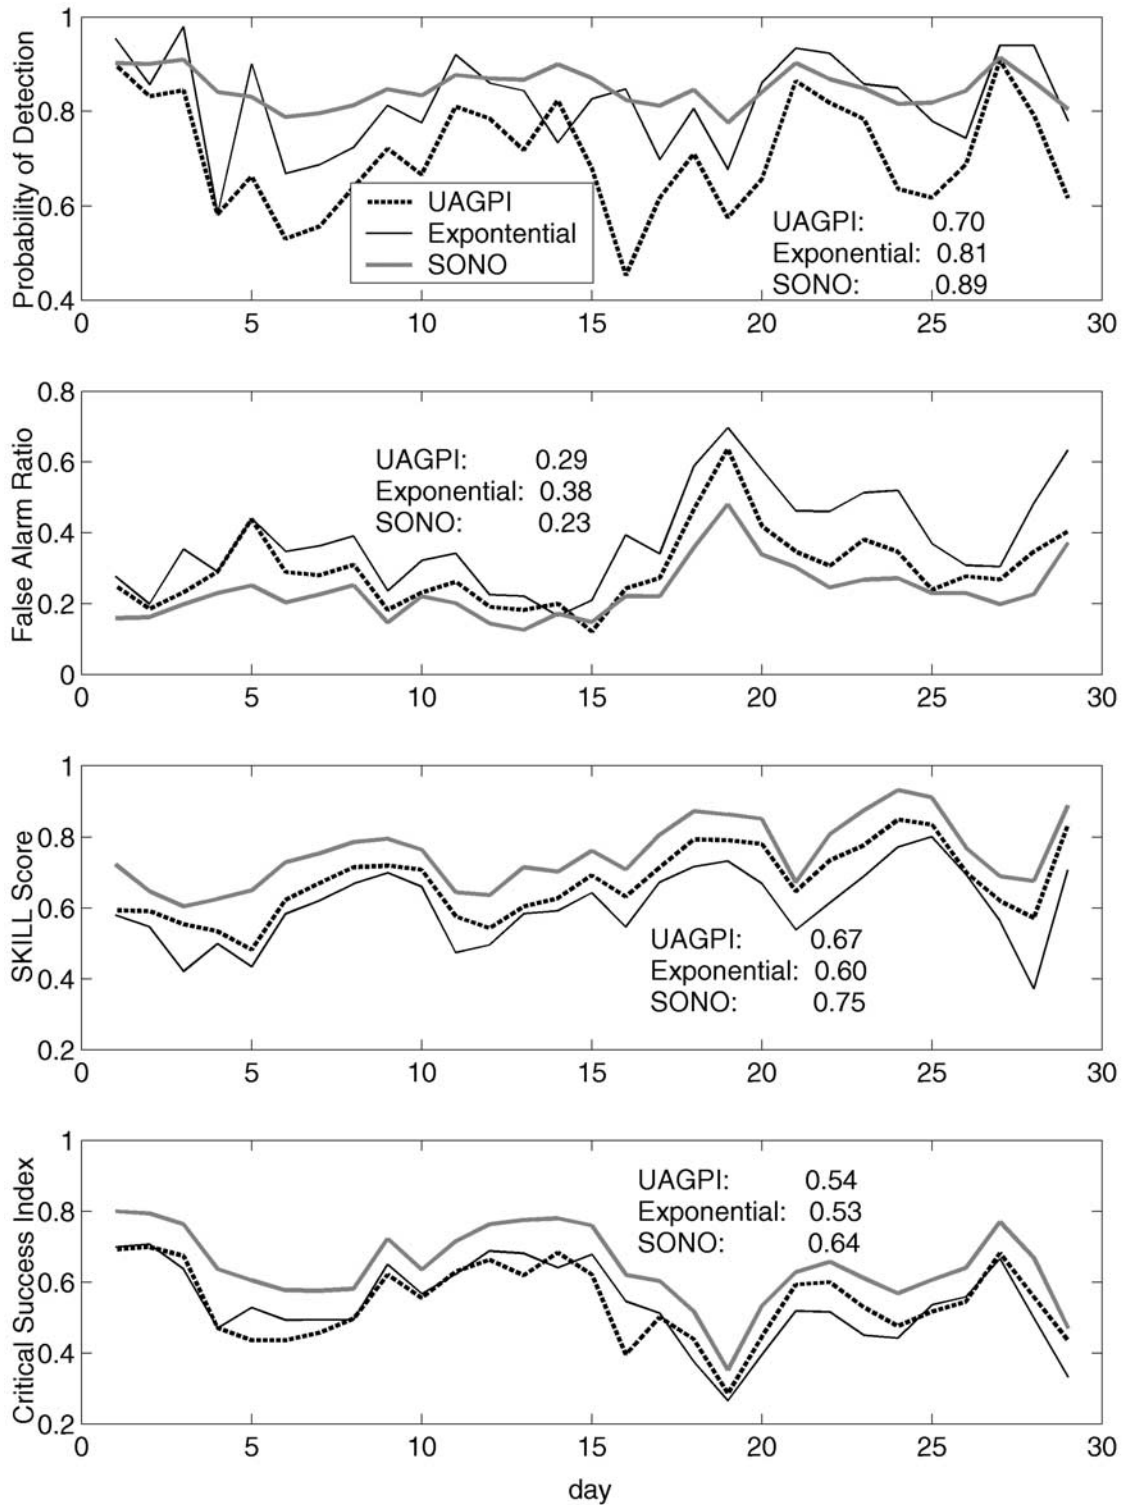 Probability of Detection
1
0.8
0.6
0.4
UAGPI
Expontential
SONO
UAGPI: 0.70
Exponential: 0.81
SONO: 0.89
0 5 10 15 20 25 30
False Alarm Ratio
0.8
0.6
0.4
0.2
0
UAGPI: 0.29
Exponential: 0.38
SONO: 0.23
0 5 10 15 20 25 30
SKILL Score
1
0.8
0.6
0.4
0.2
UAGPI: 0.67
Exponential: 0.60
SONO: 0.75
0 5 10 15 20 25 30
Critical Success Index
1
0.8
0.6
0.4
0.2
UAGPI: 0.54
Exponential: 0.53
SONO: 0.64
0 5 10 15 20 25 30
day